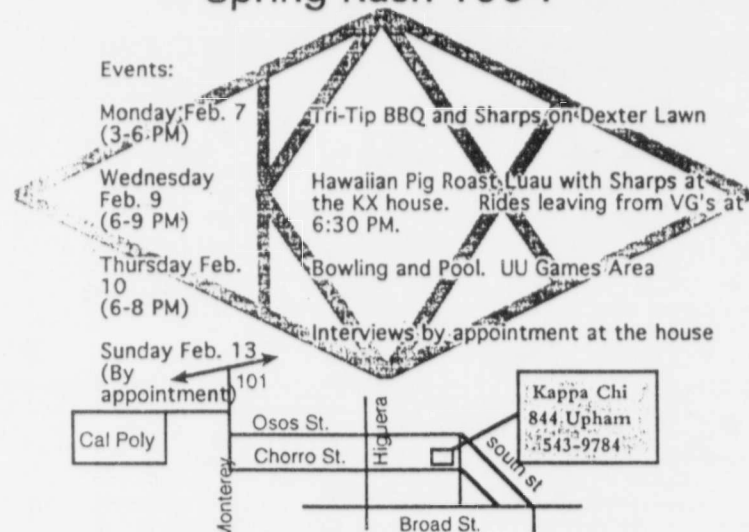 Spring Rush 1994
Events:
Monday Feb. 7
(3-6 PM)
Tri-Tip BBQ and Sharps on Dexter Lawn
Wednesday
Feb. 9
(6-9 PM)
Hawaiian Pig Roast Luau with Sharps at
the KX house. Rides leaving from VG's at
6:30 PM.
Thursday Feb.
10
(6-8 PM)
Bowling and Pool. UU Games Area
Sunday Feb. 13
(By
appointment)
Interviews by appointment at the house
101
Cal Poly
Monterey
Osos St.
Chorro St.
Higuera
south st
Broad St.
Kappa Chi
844 Upham
543-9784